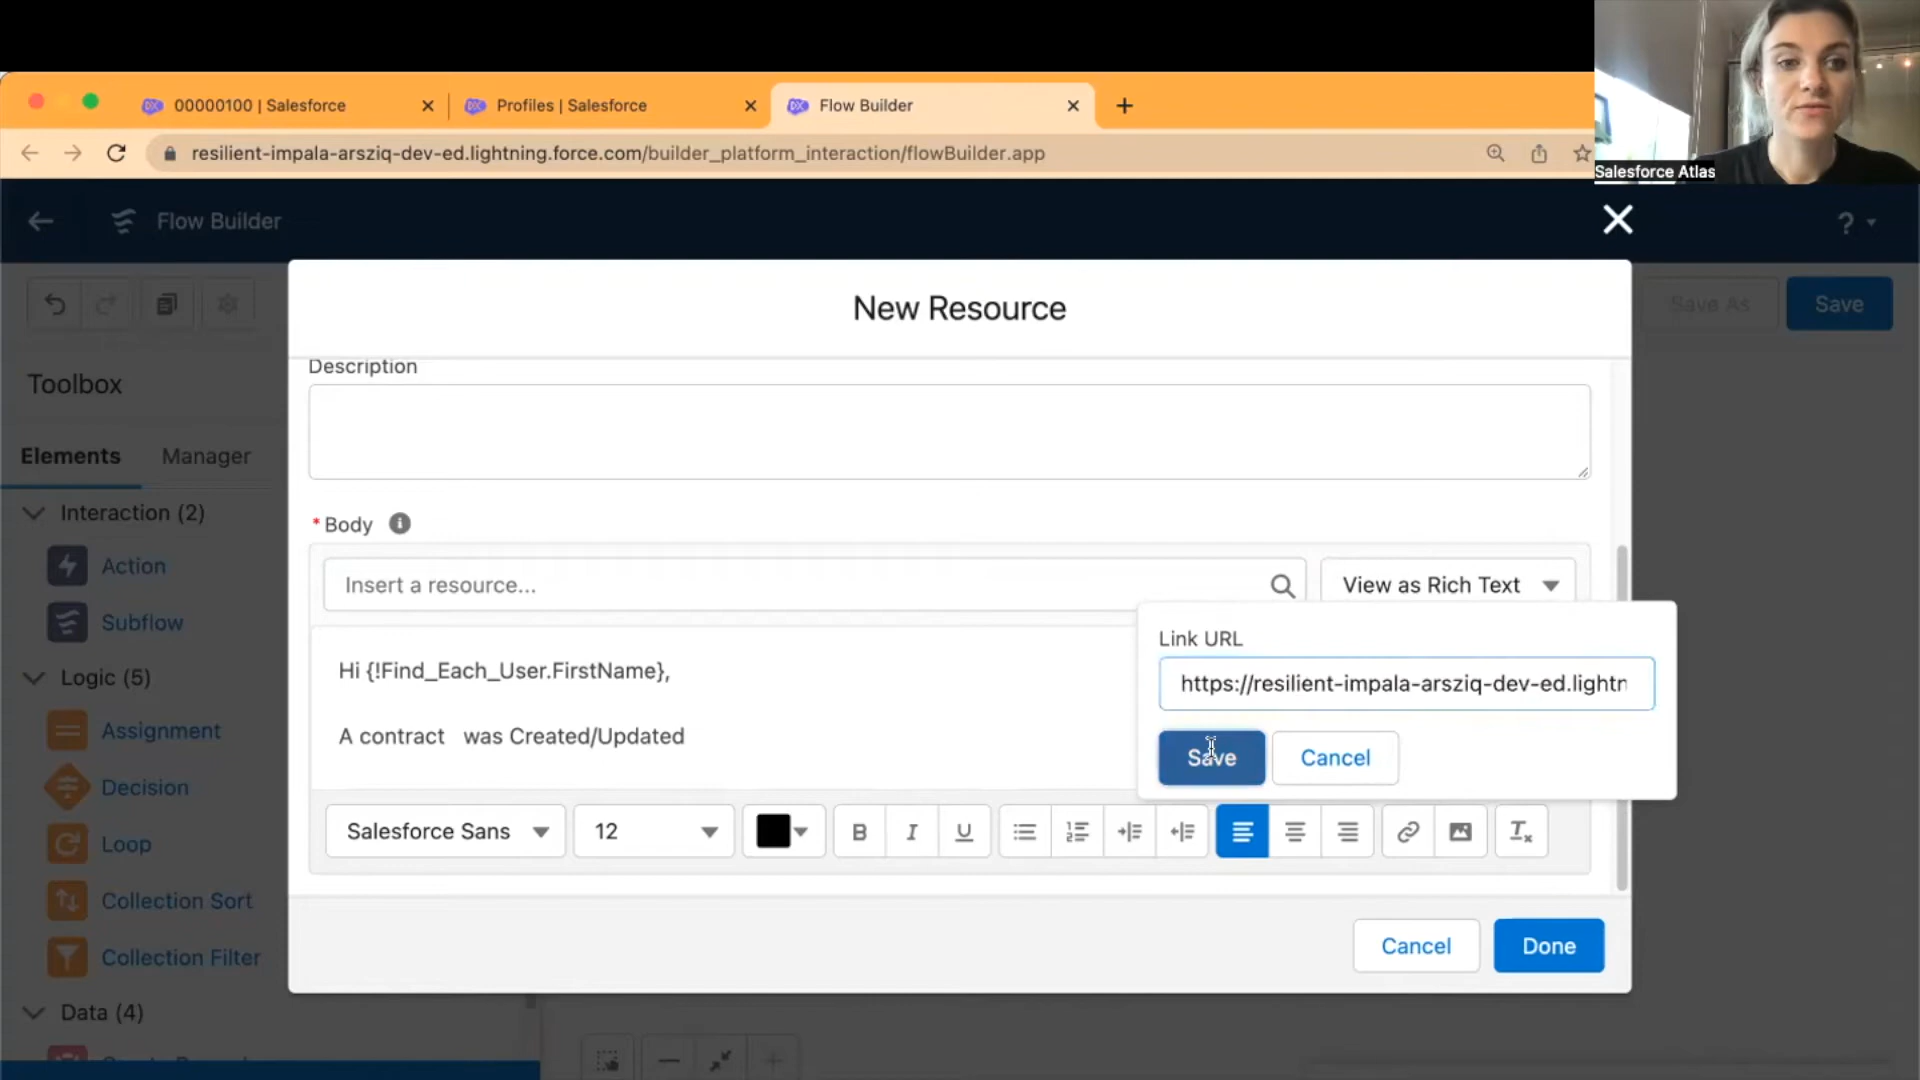 00000100 | Salesforce
Profiles | Salesforce
Flow Builder
resilient-impala-arsziq-dev-ed.lightning.force.com/builder_platform_interaction/flowBuilder.app
Salesforce Atlas
Flow Builder
?
Save As
Save
New Resource
Toolbox
Description
Elements
Manager
* Body
Interaction (2)
Insert a resource...
View as Rich Text
Action
Subflow
Link URL
https://resilient-impala-arsziq-dev-ed.lightn
Hi {!Find_Each_User.FirstName},
Logic (5)
A contract   was Created/Updated
Assignment
Save
Cancel
Decision
Salesforce Sans
12
B
I
U
Loop
Collection Sort
Cancel
Done
Collection Filter
Data (4)